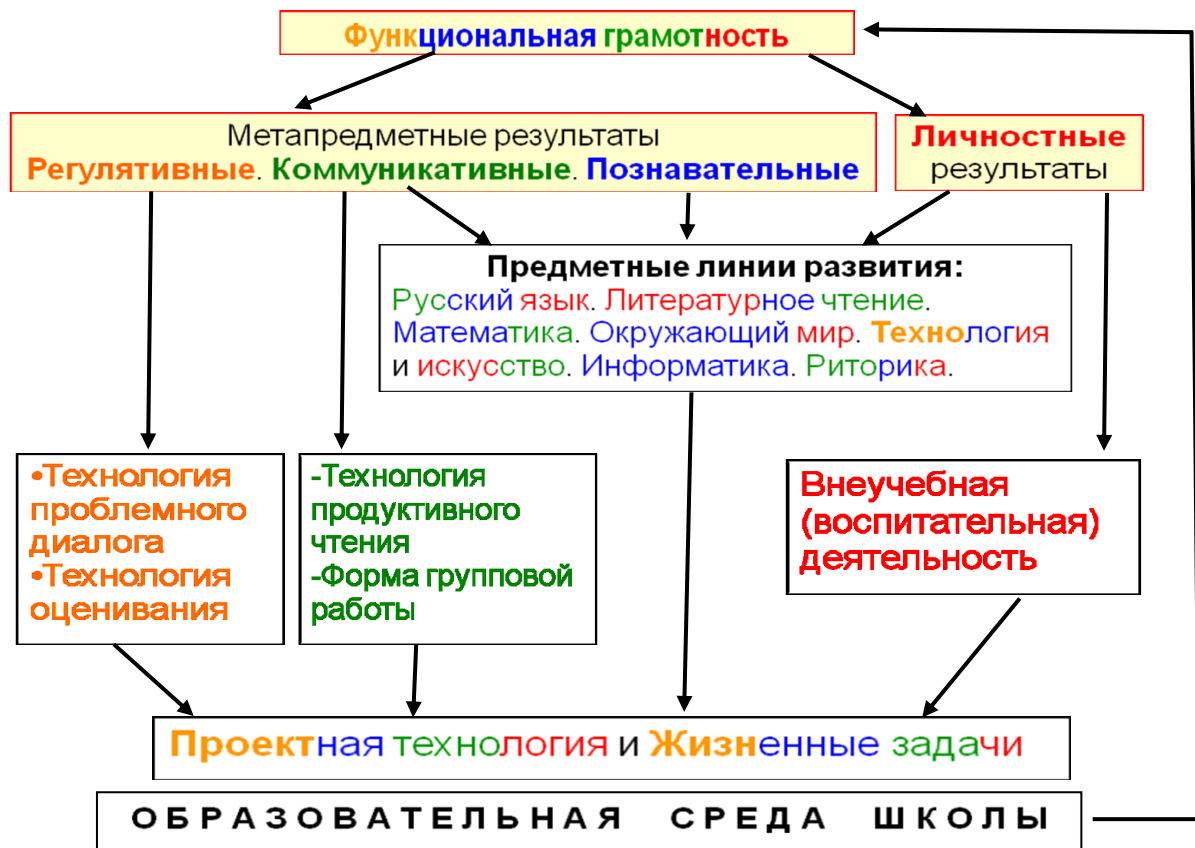 Функциональная грамотность
Метапредметные результаты
Регулятивные. Коммуникативные. Познавательные
Личностные
результаты
Предметные линии развития:
Русский язык. Литературное чтение.
Математика. Окружающий мир. Технология
и искусство. Информатика. Риторика.
•Технология
проблемного
диалога
•Технология
оценивания
-Технология
продуктивного
чтения
-Форма групповой
работы
Внеучебная
(воспитательная)
деятельность
Проектная технология и Жизненные задачи
ОБРАЗОВАТЕЛЬНАЯ СРЕДА ШКОЛЫ